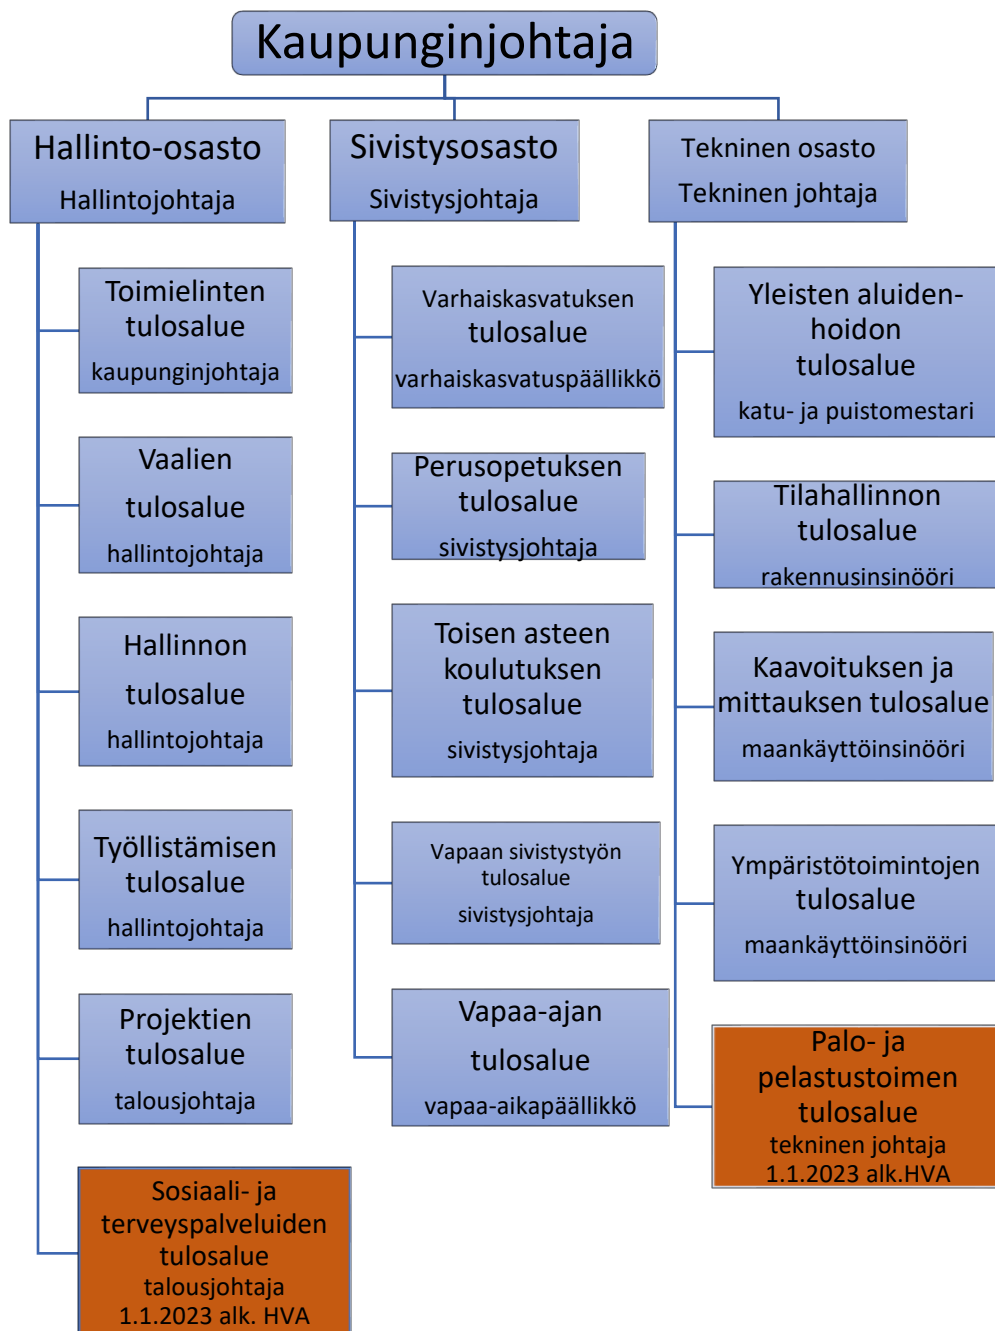 Kaupunginjohtaja
Hallinto-osasto
Hallintojohtaja
Toimielinten
tulosalue
kaupunginjohtaja
Vaalien
tulosalue
hallintojohtaja
Hallinnon
tulosalue
hallintojohtaja
Työllistämisen
tulosalue
hallintojohtaja
Projektien
tulosalue
talousjohtaja
Sosiaali- ja
terveyspalveluiden
tulosalue
talousjohtaja
1.1.2023 alk. HVA
Sivistysosasto
Sivistysjohtaja
Varhaiskasvatuksen
tulosalue
varhaiskasvatuspäällikkö
Perusopetuksen
tulosalue
sivistysjohtaja
Toisen asteen
koulutuksen
tulosalue
sivistysjohtaja
Vapaan sivistystyön
tulosalue
sivistysjohtaja
Vapaa-ajan
tulosalue
vapaa-aikapäällikkö
Tekninen osasto
Tekninen johtaja
Yleisten aluiden-
hoidon
tulosalue
katu- ja puistomestari
Tilahallinnon
tulosalue
rakennusinsinööri
Kaavoituksen ja
mittauksen tulosalue
maankäyttöinsinööri
Ympäristötoimintojen
tulosalue
maankäyttöinsinööri
Palo- ja
pelastustoimen
tulosalue
tekninen johtaja
1.1.2023 alk.HVA